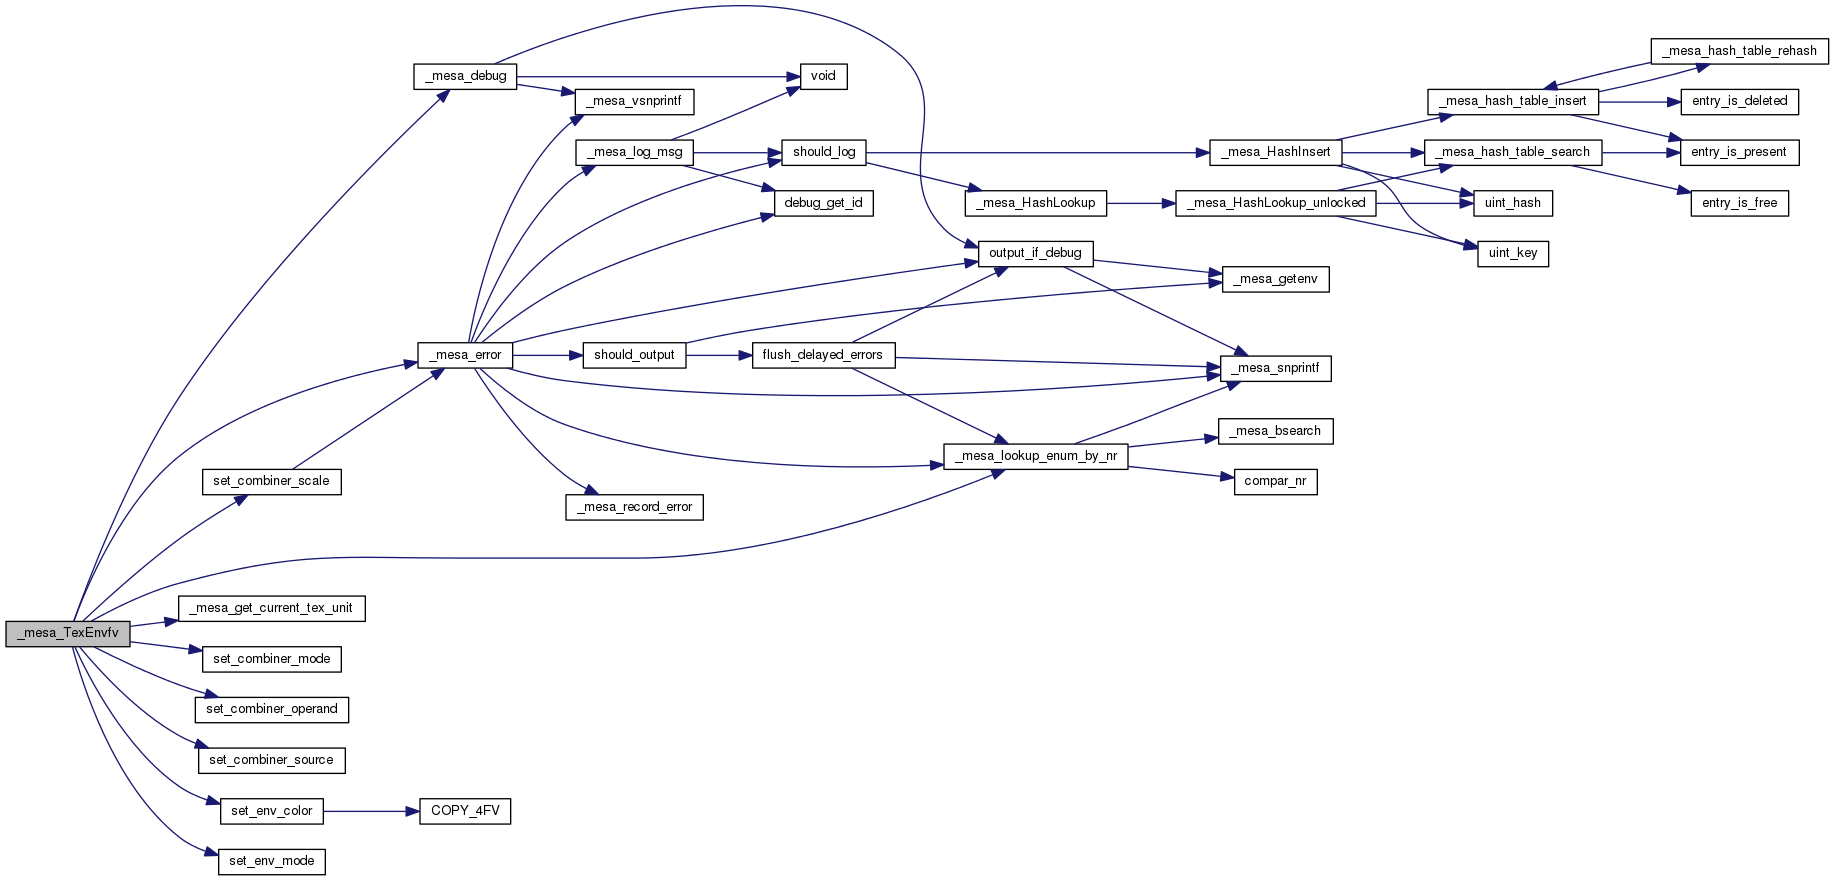 _mesa_hash_table_rehash
_mesa_debug
void
_mesa_vsnprintf
_mesa_hash_table_insert
entry_is_deleted
_mesa_log_msg
should_log
_mesa_HashInsert
_mesa_hash_table_search
entry_is_present
debug_get_id
_mesa_HashLookup
_mesa_HashLookup_unlocked
uint_hash
entry_is_free
output_if_debug
uint_key
_mesa_getenv
_mesa_error
should_output
flush_delayed_errors
_mesa_snprintf
_mesa_bsearch
_mesa_lookup_enum_by_nr
set_combiner_scale
compar_nr
_mesa_record_error
_mesa_get_current_tex_unit
_mesa_TexEnvfv
set_combiner_mode
set_combiner_operand
set_combiner_source
set_env_color
COPY_4FV
set_env_mode